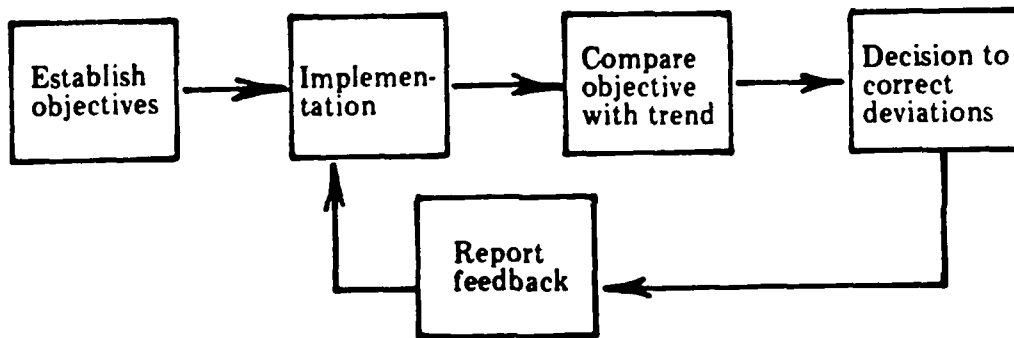 Establish
objectives
Implemen-
tation
Compare
objective
with trend
Decision to
correct
deviations
Report
feedback